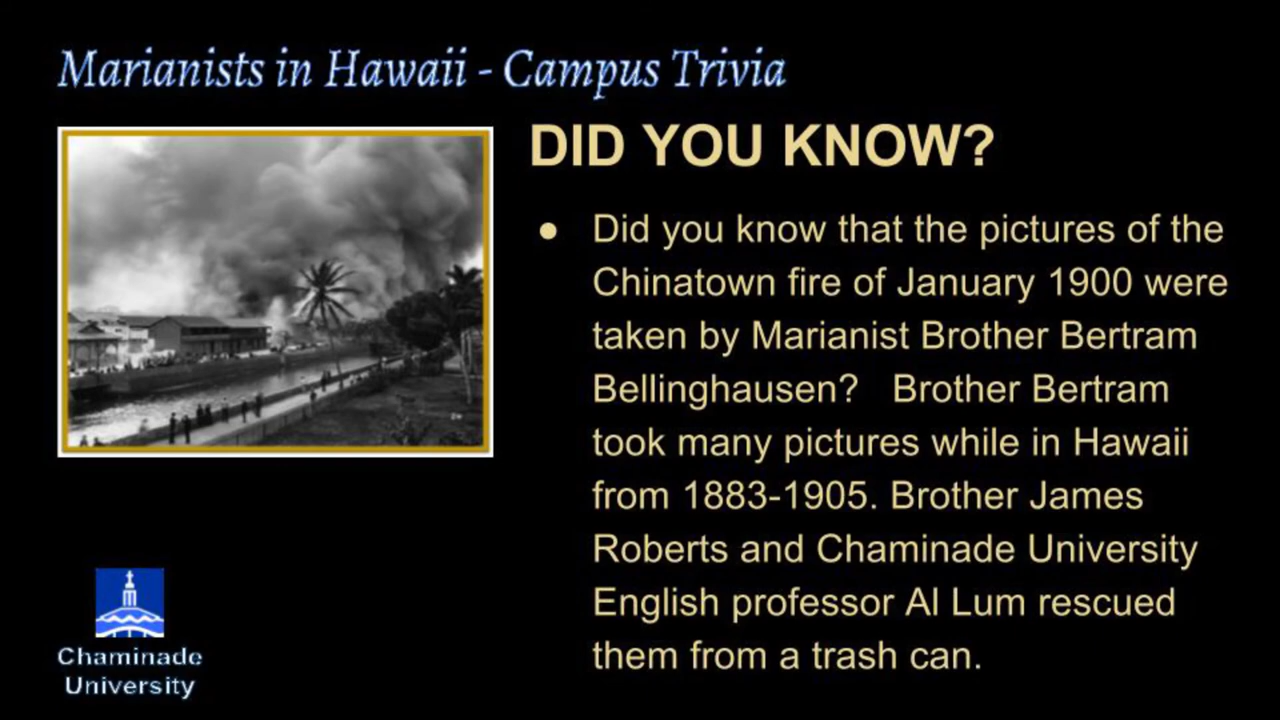 Marianists in Hawaii - Campus Trivia
DID YOU KNOW?
● Did you know that the pictures of the
Chinatown fire of January 1900 were
taken by Marianist Brother Bertram
Bellinghausen?   Brother Bertram
took many pictures while in Hawaii
from 1883-1905. Brother James
Roberts and Chaminade University
English professor Al Lum rescued
them from a trash can.
Chaminade
University